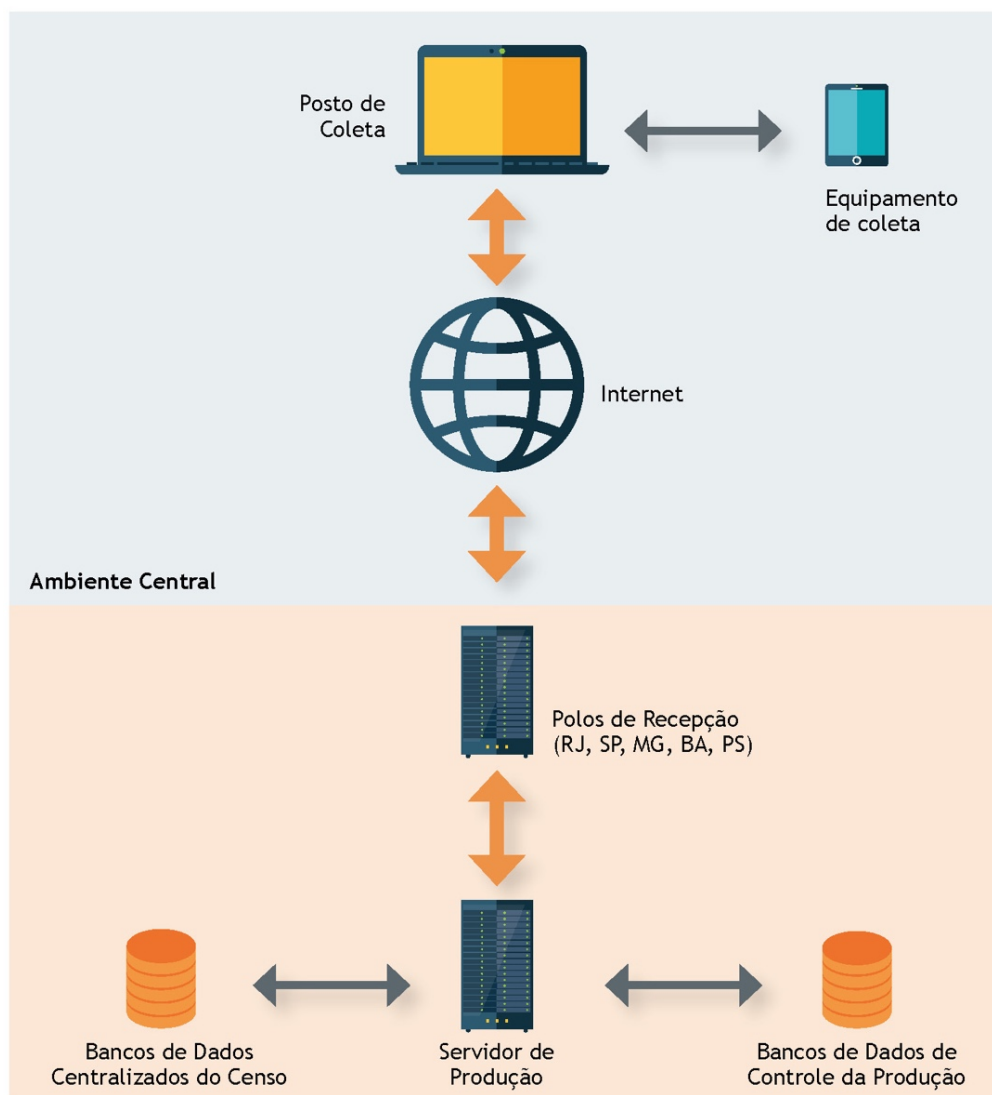 Posto de
Coleta
Equipamento
de coleta
Internet
Ambiente Central
Polos de Recepção
(RJ, SP, MG, BA, PS)
Bancos de Dados
Centralizados do Censo
Servidor de
Produção
Bancos de Dados de
Controle da Produção